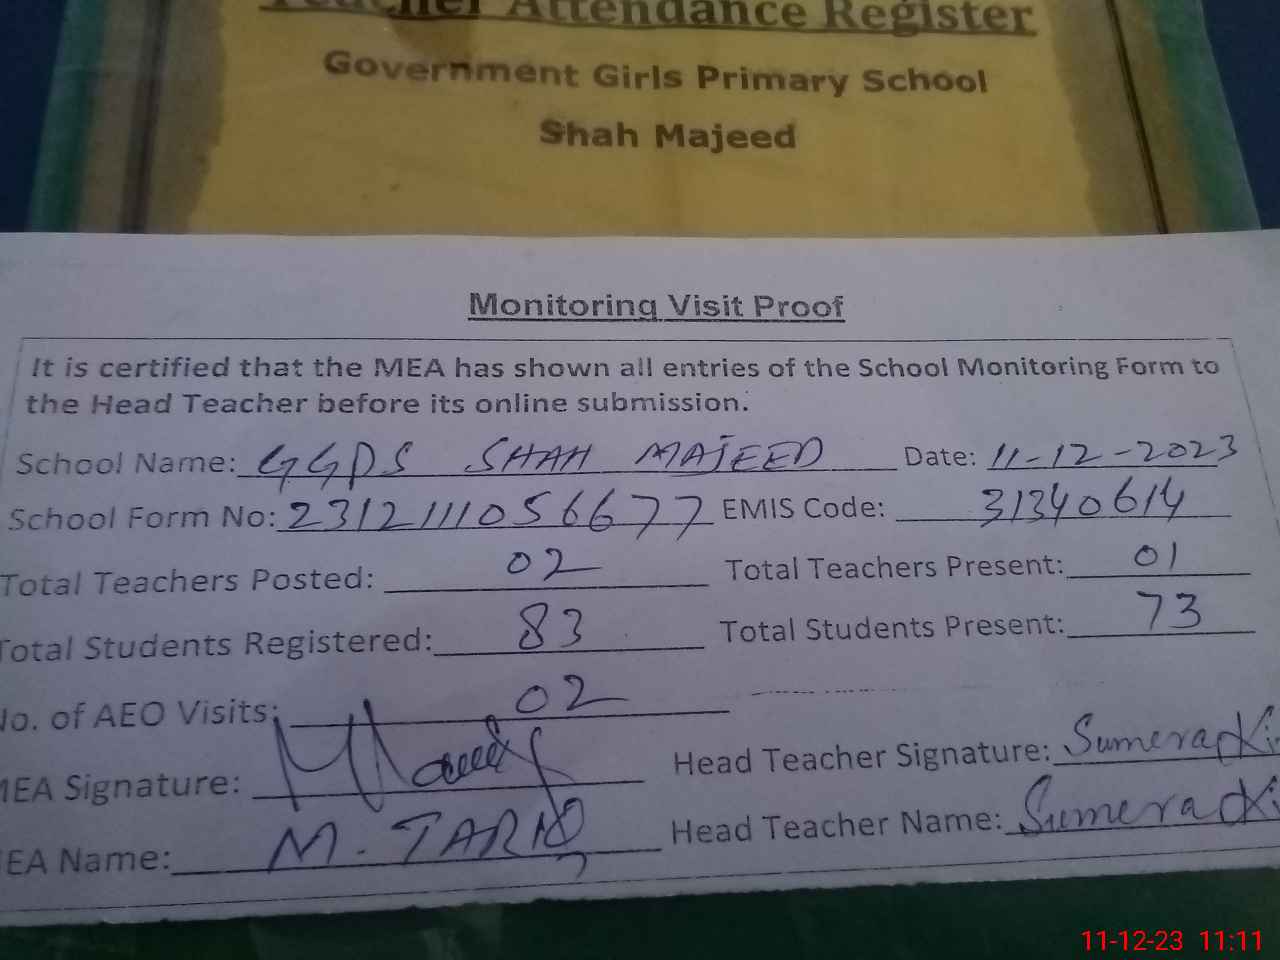 Teacher Attendance Register
Government Girls Primary School
Shah Majeed
Monitoring Visit Proof
It is certified that the MEA has shown all entries of the School Monitoring Form to
the Head Teacher before its online submission.
School Name: GGPS SHAH MAJEED Date: 11-12-2023
School Form No: 23121111056677 EMIS Code: 31340614
Total Teachers Posted: 02 Total Teachers Present: 01
Total Students Registered: 83 Total Students Present: 73
No. of AEO Visits: 02
MEA Signature: Head Teacher Signature: Sumera
MEA Name: M. TARIQ Head Teacher Name: Sumera
11-12-23 11:11